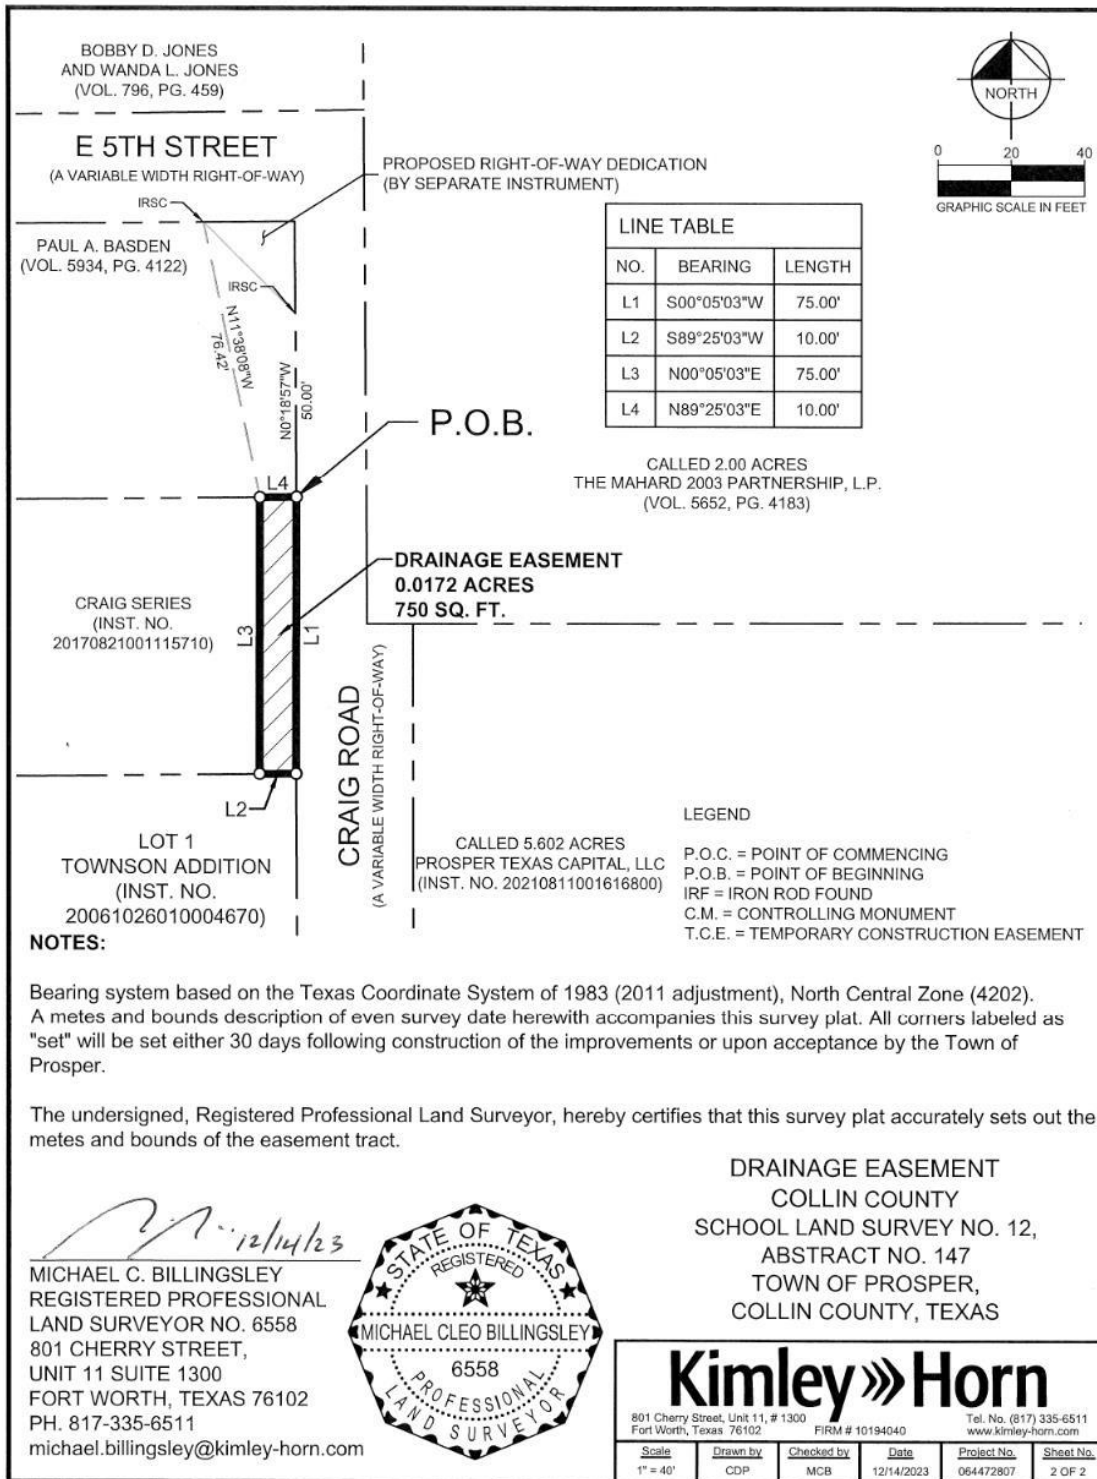 BOBBY D. JONES
AND WANDA L. JONES
(VOL. 796, PG. 459)
E 5TH STREET
(A VARIABLE WIDTH RIGHT-OF-WAY)
IRSC
PROPOSED RIGHT-OF-WAY DEDICATION
(BY SEPARATE INSTRUMENT)
NORTH
0 20 40
GRAPHIC SCALE IN FEET
PAUL A. BASDEN
(VOL. 5934, PG. 4122)
IRSC
N11°38'08"W
76.42'
N0°18'57"W
50.00'
LINE TABLE
NO. BEARING LENGTH
L1 S00°05'03"W 75.00'
L2 S89°25'03"W 10.00'
L3 N00°05'03"E 75.00'
L4 N89°25'03"E 10.00'
P.O.B.
CALLED 2.00 ACRES
THE MAHARD 2003 PARTNERSHIP, L.P.
(VOL. 5652, PG. 4183)
L4
DRAINAGE EASEMENT
0.0172 ACRES
750 SQ. FT.
CRAIG SERIES
(INST. NO.
20170821001115710)
L3
L1
L2
CRAIG ROAD
(A VARIABLE WIDTH RIGHT-OF-WAY)
LOT 1
TOWNSON ADDITION
(INST. NO.
20061026010004670)
CALLED 5.602 ACRES
PROSPER TEXAS CAPITAL, LLC
(INST. NO. 20210811001616800)
LEGEND
P.O.C. = POINT OF COMMENCING
P.O.B. = POINT OF BEGINNING
IRF = IRON ROD FOUND
C.M. = CONTROLLING MONUMENT
T.C.E. = TEMPORARY CONSTRUCTION EASEMENT
NOTES:
Bearing system based on the Texas Coordinate System of 1983 (2011 adjustment), North Central Zone (4202).
A metes and bounds description of even survey date herewith accompanies this survey plat. All corners labeled as
"set" will be set either 30 days following construction of the improvements or upon acceptance by the Town of
Prosper.
The undersigned, Registered Professional Land Surveyor, hereby certifies that this survey plat accurately sets out the
metes and bounds of the easement tract.
12/14/23
MICHAEL C. BILLINGSLEY
REGISTERED PROFESSIONAL
LAND SURVEYOR NO. 6558
801 CHERRY STREET,
UNIT 11 SUITE 1300
FORT WORTH, TEXAS 76102
PH. 817-335-6511
michael.billingsley@kimley-horn.com
STATE OF TEXAS
REGISTERED
MICHAEL CLEO BILLINGSLEY
6558
PROFESSIONAL
LAND SURVEYOR
DRAINAGE EASEMENT
COLLIN COUNTY
SCHOOL LAND SURVEY NO. 12,
ABSTRACT NO. 147
TOWN OF PROSPER,
COLLIN COUNTY, TEXAS
Kimley»Horn
801 Cherry Street, Unit 11, # 1300 Tel. No. (817) 335-6511
Fort Worth, Texas 76102 FIRM # 10194040 www.kimley-horn.com
Scale Drawn by Checked by Date Project No. Sheet No.
1" = 40' CDP MCB 12/14/2023 064472807 2 OF 2